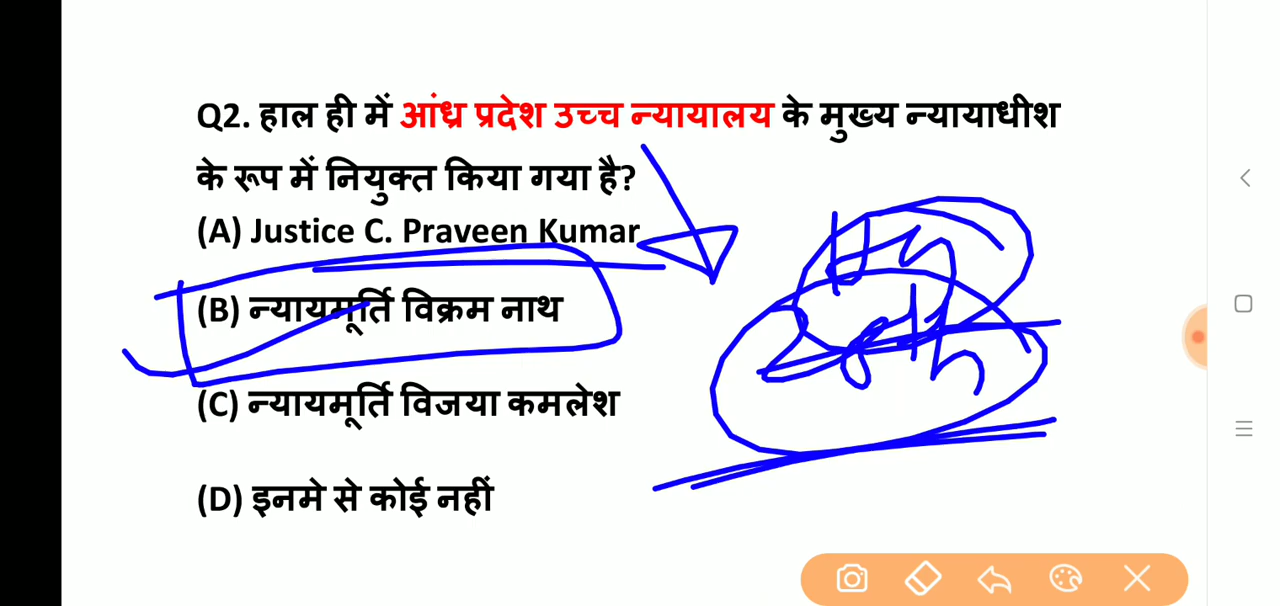 Q2. हाल ही में आंध्र प्रदेश उच्च न्यायालय के मुख्य न्यायाधीश
के रूप में नियुक्त किया गया है?
(A) Justice C. Praveen Kumar
(B) न्यायमूर्ति विक्रम नाथ
(C) न्यायमूर्ति विजया कमलेश
(D) इनमे से कोई नहीं